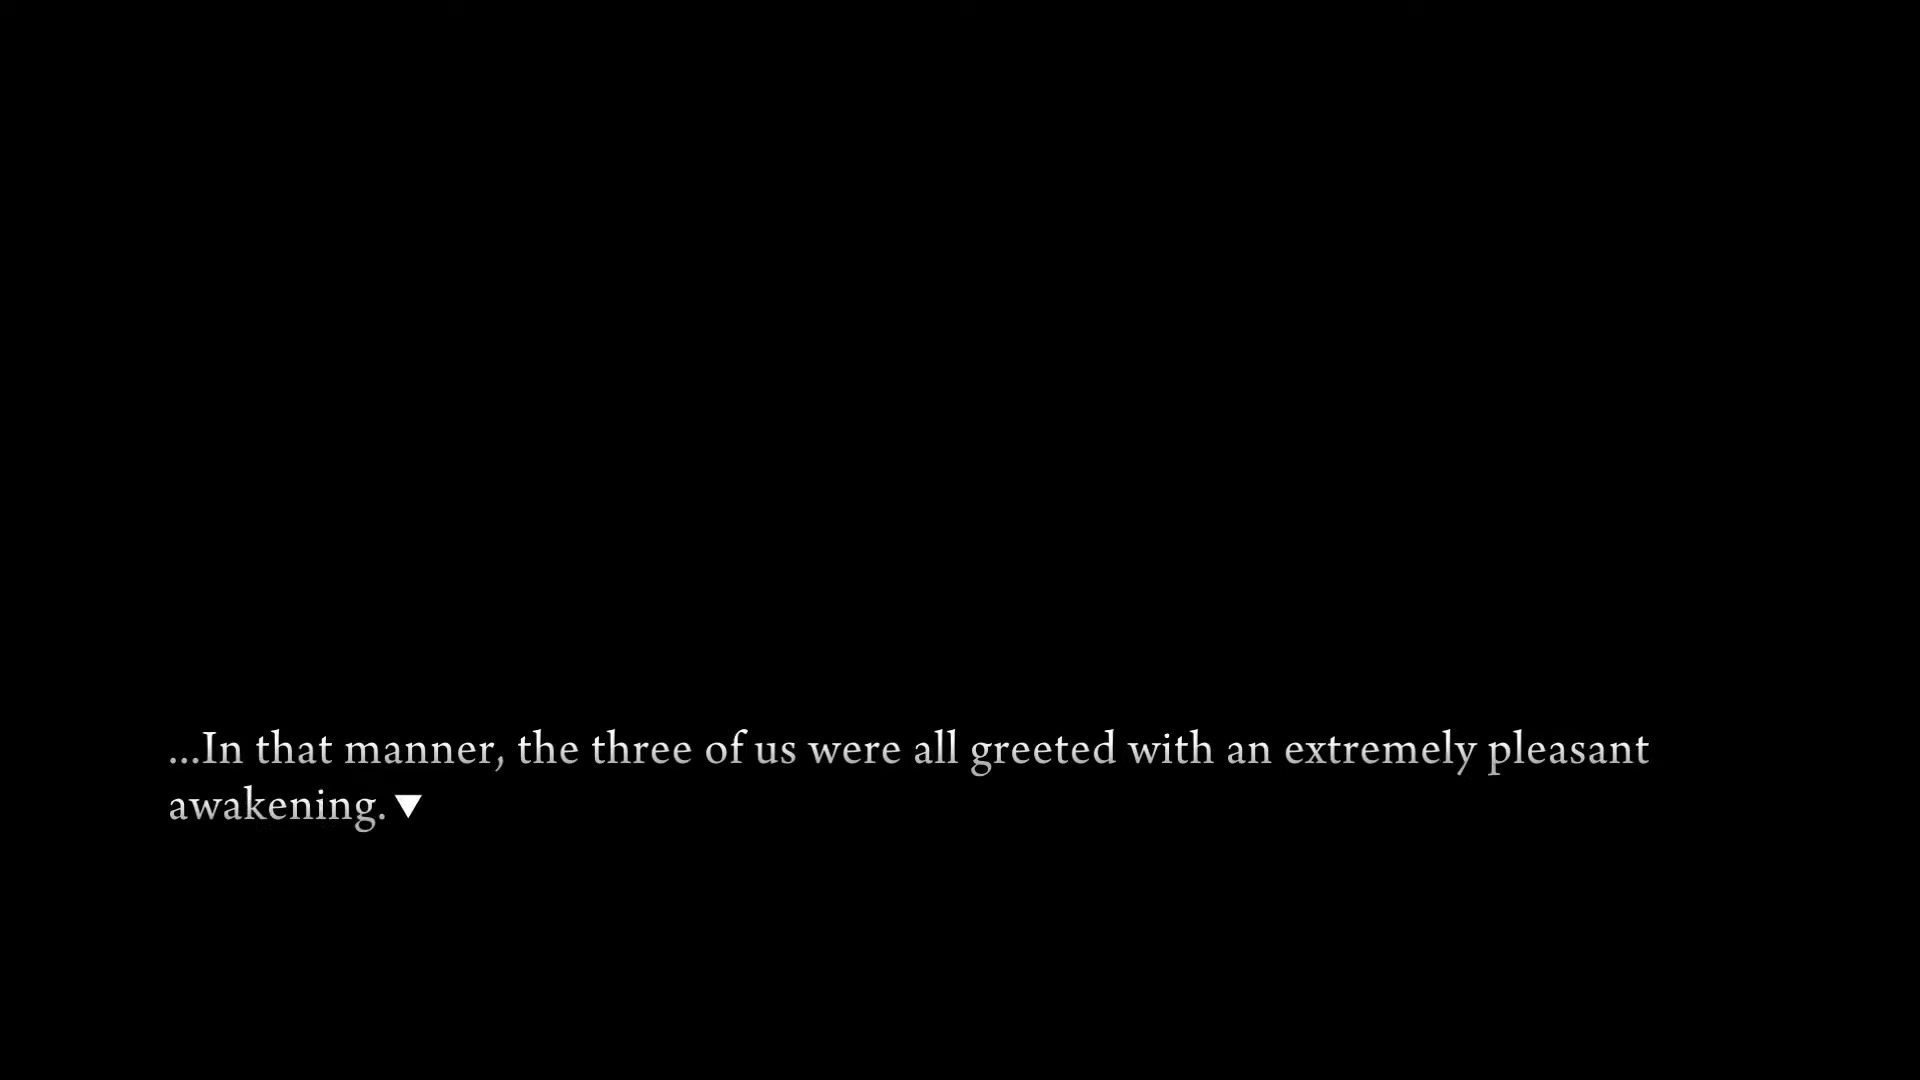 ...In that manner, the three of us were all greeted with an extremely pleasant
awakening.▼